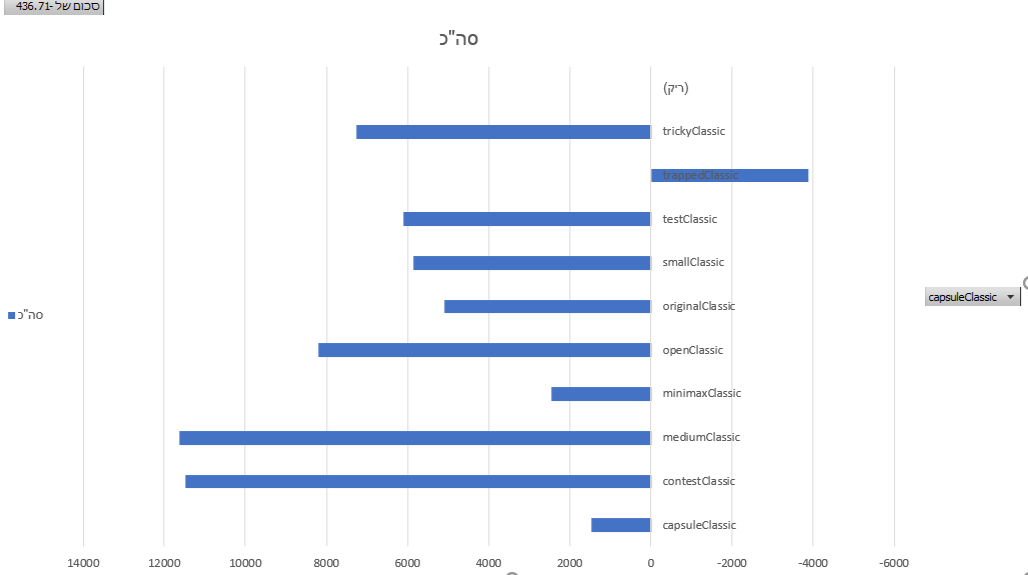 סכום של -436.71
סה"כ
(ריק)
trickyClassic
trappedClassic
testClassic
smallClassic
originalClassic
capsuleClassic
סה"כ
openClassic
minimaxClassic
mediumClassic
contestClassic
capsuleClassic
14000 12000 10000 8000 6000 4000 2000 0 -2000 -4000 -6000